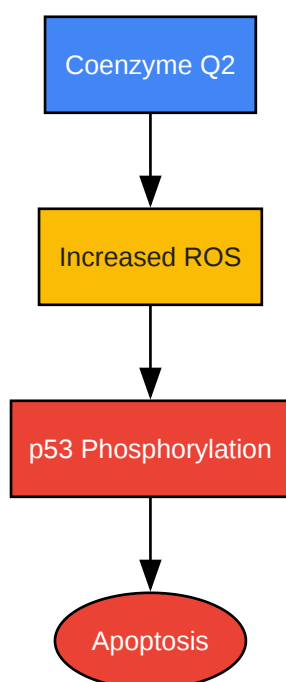 Coenzyme Q2
Increased ROS
p53 Phosphorylation
Apoptosis